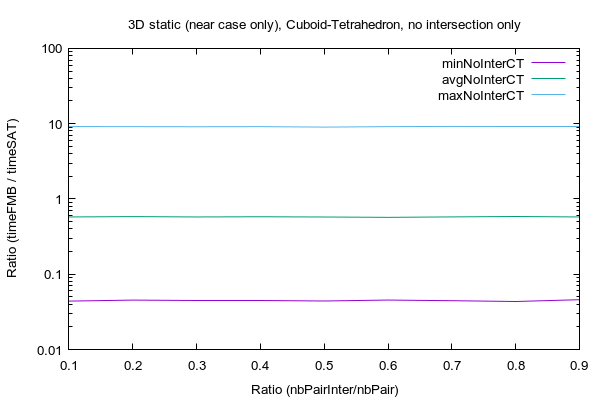 3D static (near case only), Cuboid-Tetrahedron, no intersection only
100
10
1
0.1
0.01
Ratio (timeFMB / timeSAT)
minNoInterCT
avgNoInterCT
maxNoInterCT
0.1 0.2 0.3 0.4 0.5 0.6 0.7 0.8 0.9
Ratio (nbPairInter/nbPair)